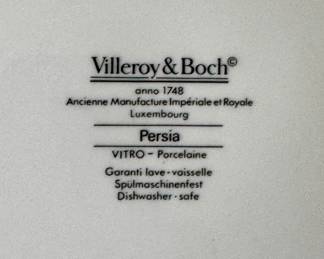 Villeroy & Boch©
anno 1748
Ancienne Manufacture Impériale et Royale
Luxembourg
Persia
VITRO – Porcelaine
Garanti lave - vaisselle
Spülmaschinenfest
Dishwasher - safe